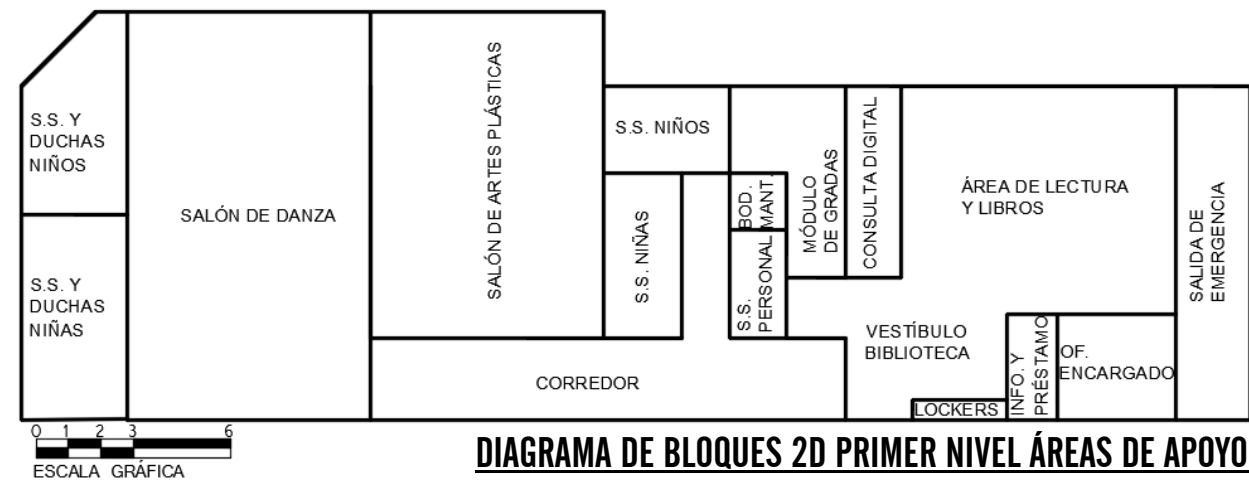 S.S. Y
DUCHAS
NIÑOS
S.S. Y
DUCHAS
NIÑAS
SALÓN DE DANZA
SALÓN DE ARTES PLÁSTICAS
S.S. NIÑOS
S.S. NIÑAS
BOD.
MANT.
S.S.
PERSONAL
MÓDULO
DE GRADAS
CONSULTA DIGITAL
ÁREA DE LECTURA
Y LIBROS
SALIDA DE
EMERGENCIA
VESTÍBULO
BIBLIOTECA
INFO. Y
PRÉSTAMO
OF.
ENCARGADO
CORREDOR
LOCKERS
0 1 2 3 6
ESCALA GRÁFICA
DIAGRAMA DE BLOQUES 2D PRIMER NIVEL ÁREAS DE APOYO